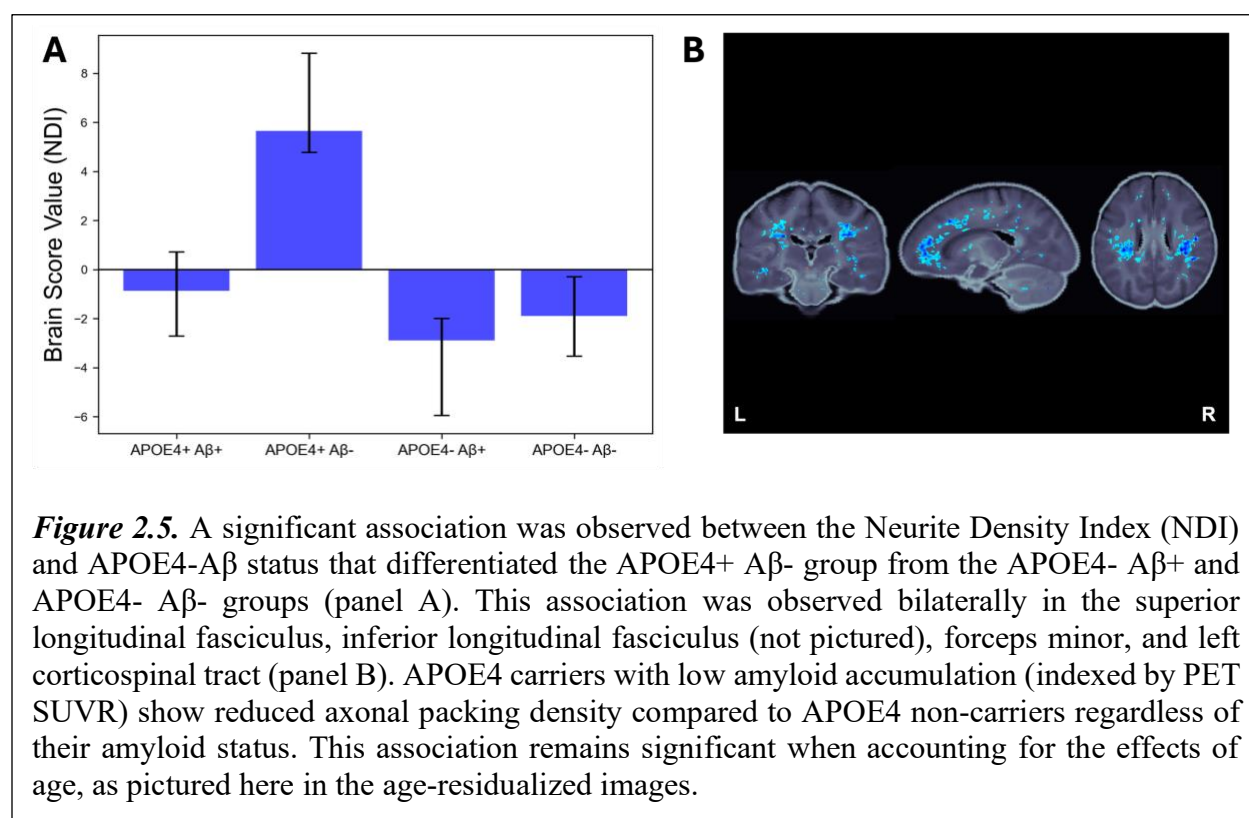 A
B
Brain Score Value (NDI)
8
6
4
2
0
−2
−4
−6
APOE4+ Aβ+ APOE4+ Aβ- APOE4- Aβ+ APOE4- Aβ-
L R
Figure 2.5. A significant association was observed between the Neurite Density Index (NDI)
and APOE4-Aβ status that differentiated the APOE4+ Aβ- group from the APOE4- Aβ+ and
APOE4- Aβ- groups (panel A). This association was observed bilaterally in the superior
longitudinal fasciculus, inferior longitudinal fasciculus (not pictured), forceps minor, and left
corticospinal tract (panel B). APOE4 carriers with low amyloid accumulation (indexed by PET
SUVR) show reduced axonal packing density compared to APOE4 non-carriers regardless of
their amyloid status. This association remains significant when accounting for the effects of
age, as pictured here in the age-residualized images.